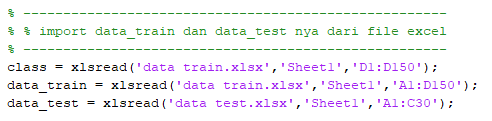 % ---------------------------------------------------
% % import data_train dan data_test nya dari file excel
% ---------------------------------------------------
class = xlsread('data train.xlsx','Sheet1','D1:D150');
data_train = xlsread('data train.xlsx','Sheet1','A1:D150');
data_test = xlsread('data test.xlsx','Sheet1','A1:C30');